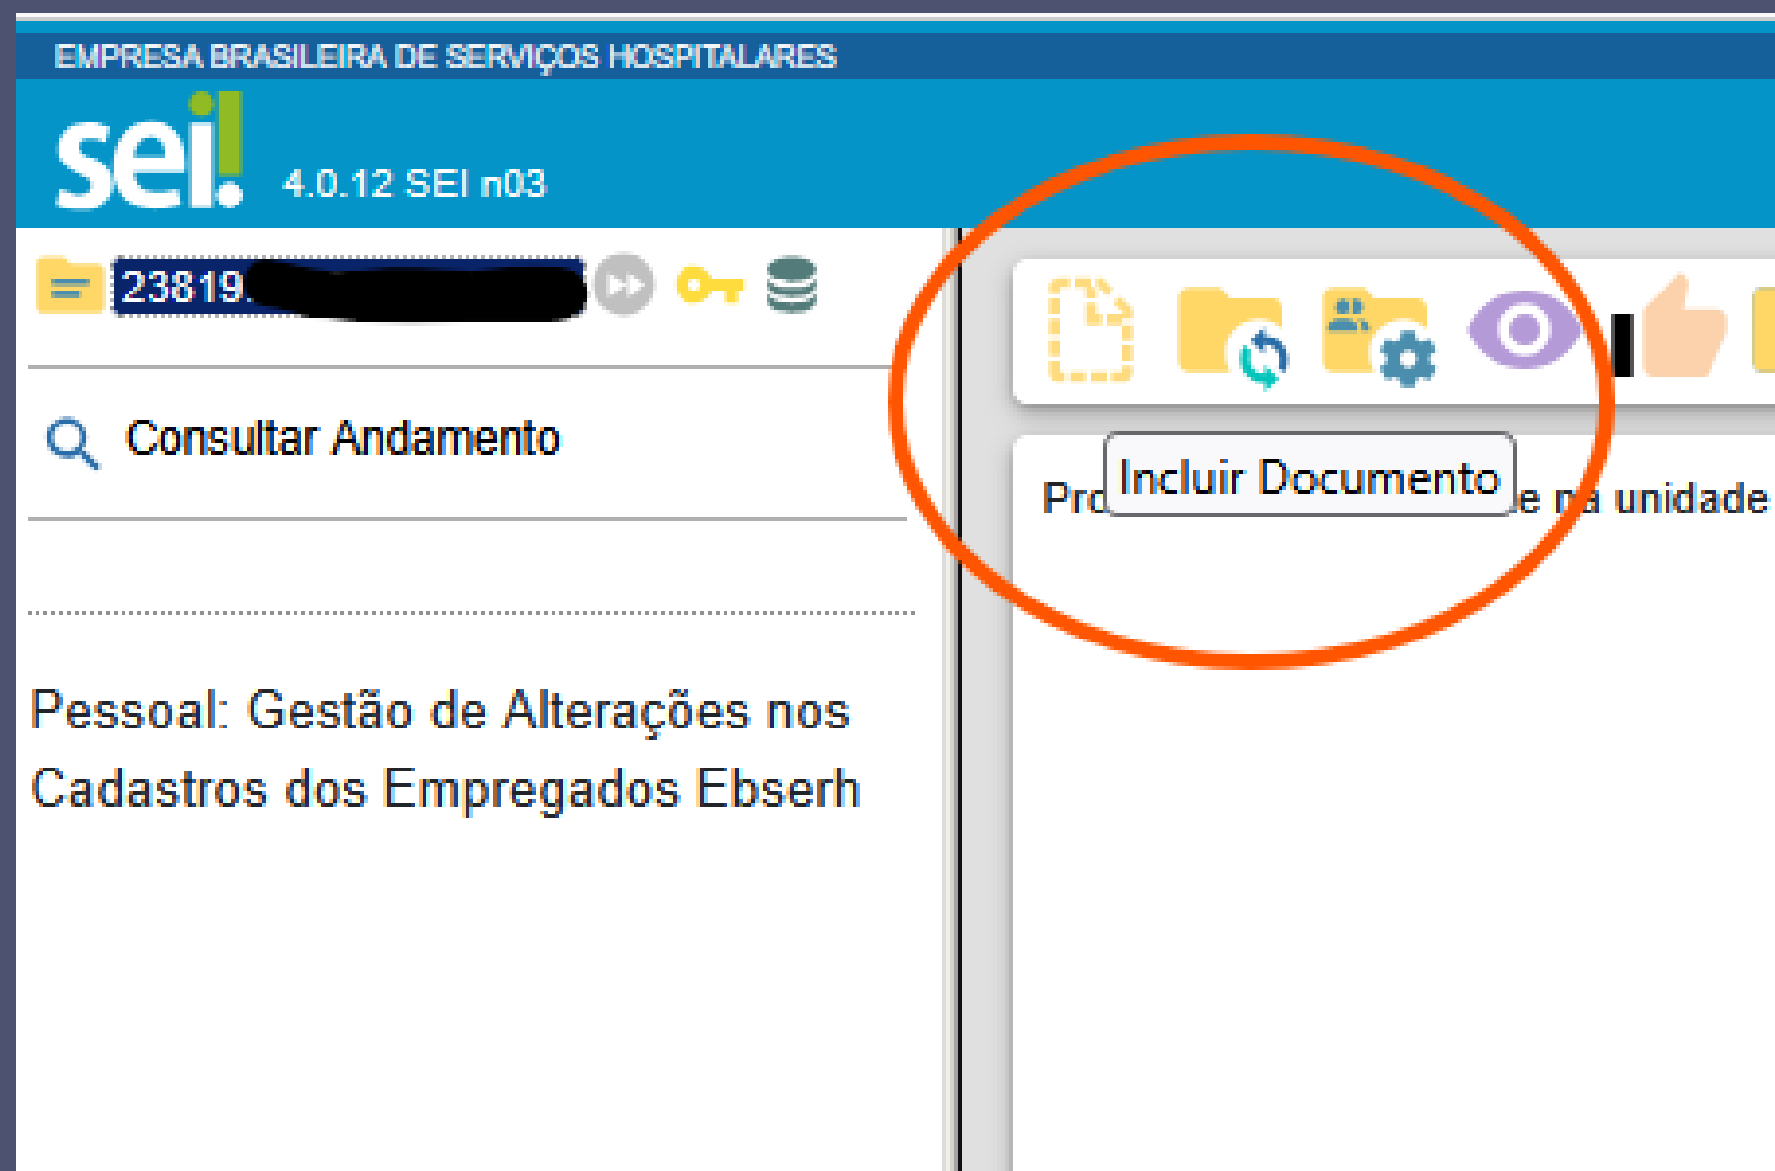 EMPRESA BRASILEIRA DE SERVIÇOS HOSPITALARES
sei!
4.0.12 SEI n03
23819.
Consultar Andamento
Incluir Documento
na unidade
Pessoal: Gestão de Alterações nos
Cadastros dos Empregados Ebserh